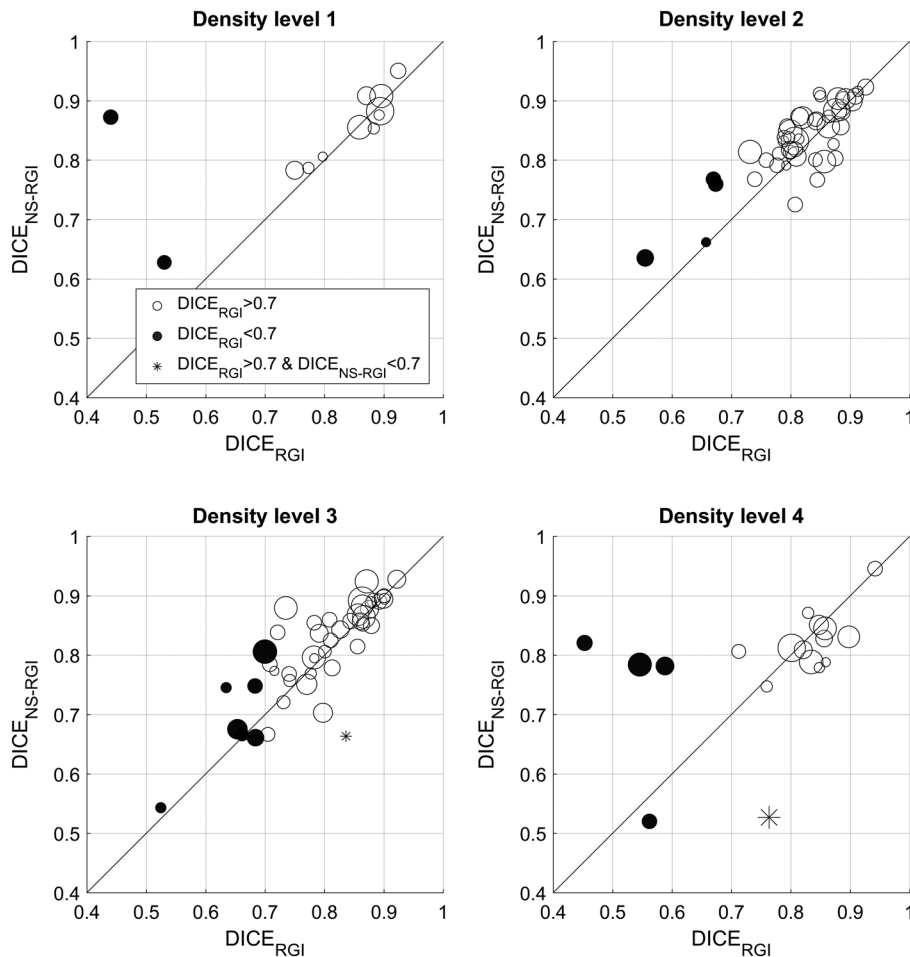 Density level 1
1
0.9
0.8
0.7
0.6
0.5
0.4
DICE_NS-RGI
○ DICE_RGI>0.7
● DICE_RGI<0.7
✳ DICE_RGI>0.7 & DICE_NS-RGI<0.7
0.4 0.5 0.6 0.7 0.8 0.9 1
DICE_RGI
Density level 2
1
0.9
0.8
0.7
0.6
0.5
0.4
DICE_NS-RGI
0.4 0.5 0.6 0.7 0.8 0.9 1
DICE_RGI
Density level 3
1
0.9
0.8
0.7
0.6
0.5
0.4
DICE_NS-RGI
0.4 0.5 0.6 0.7 0.8 0.9 1
DICE_RGI
Density level 4
1
0.9
0.8
0.7
0.6
0.5
0.4
DICE_NS-RGI
0.4 0.5 0.6 0.7 0.8 0.9 1
DICE_RGI